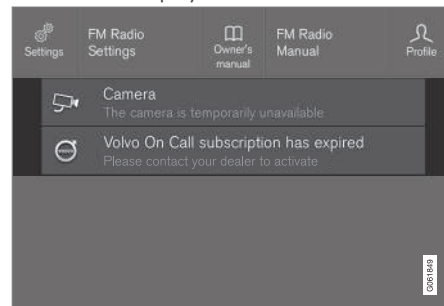 Settings
FM Radio
Settings
Owner's
manual
FM Radio
Manual
Profile
Camera
The camera is temporarily unavailable
Volvo On Call subscription has expired
Please contact your dealer to activate
G061849